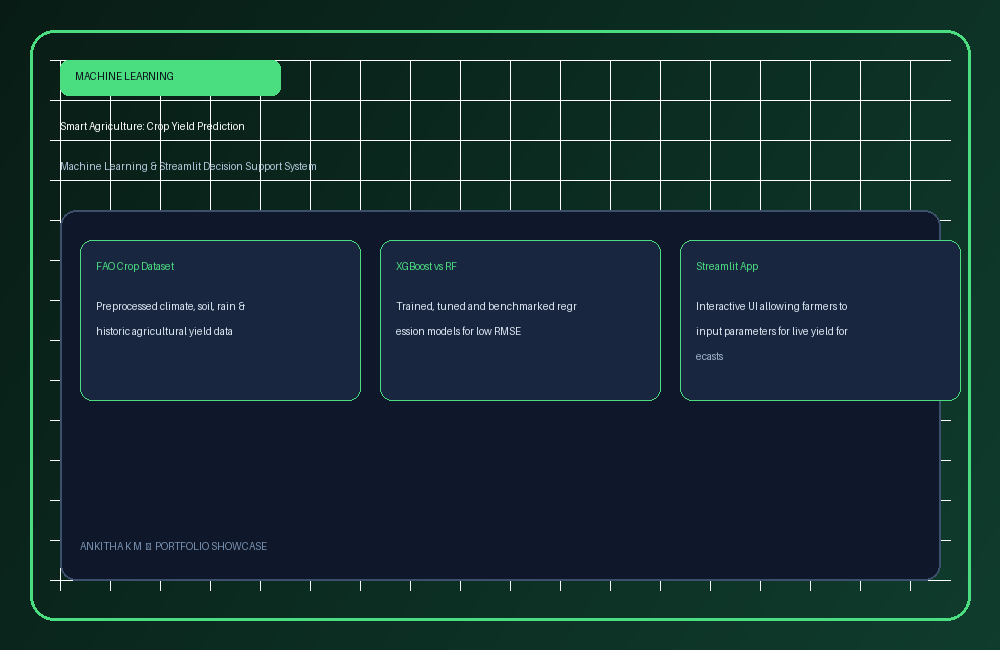 MACHINE LEARNING
Smart Agriculture: Crop Yield Prediction
Machine Learning & Streamlit Decision Support System
FAO Crop Dataset
Preprocessed climate, soil, rain &
historic agricultural yield data
XGBoost vs RF
Trained, tuned and benchmarked regr
ession models for low RMSE
Streamlit App
Interactive UI allowing farmers to
input parameters for live yield for
ecasts
ANKITHA K M ▯ PORTFOLIO SHOWCASE